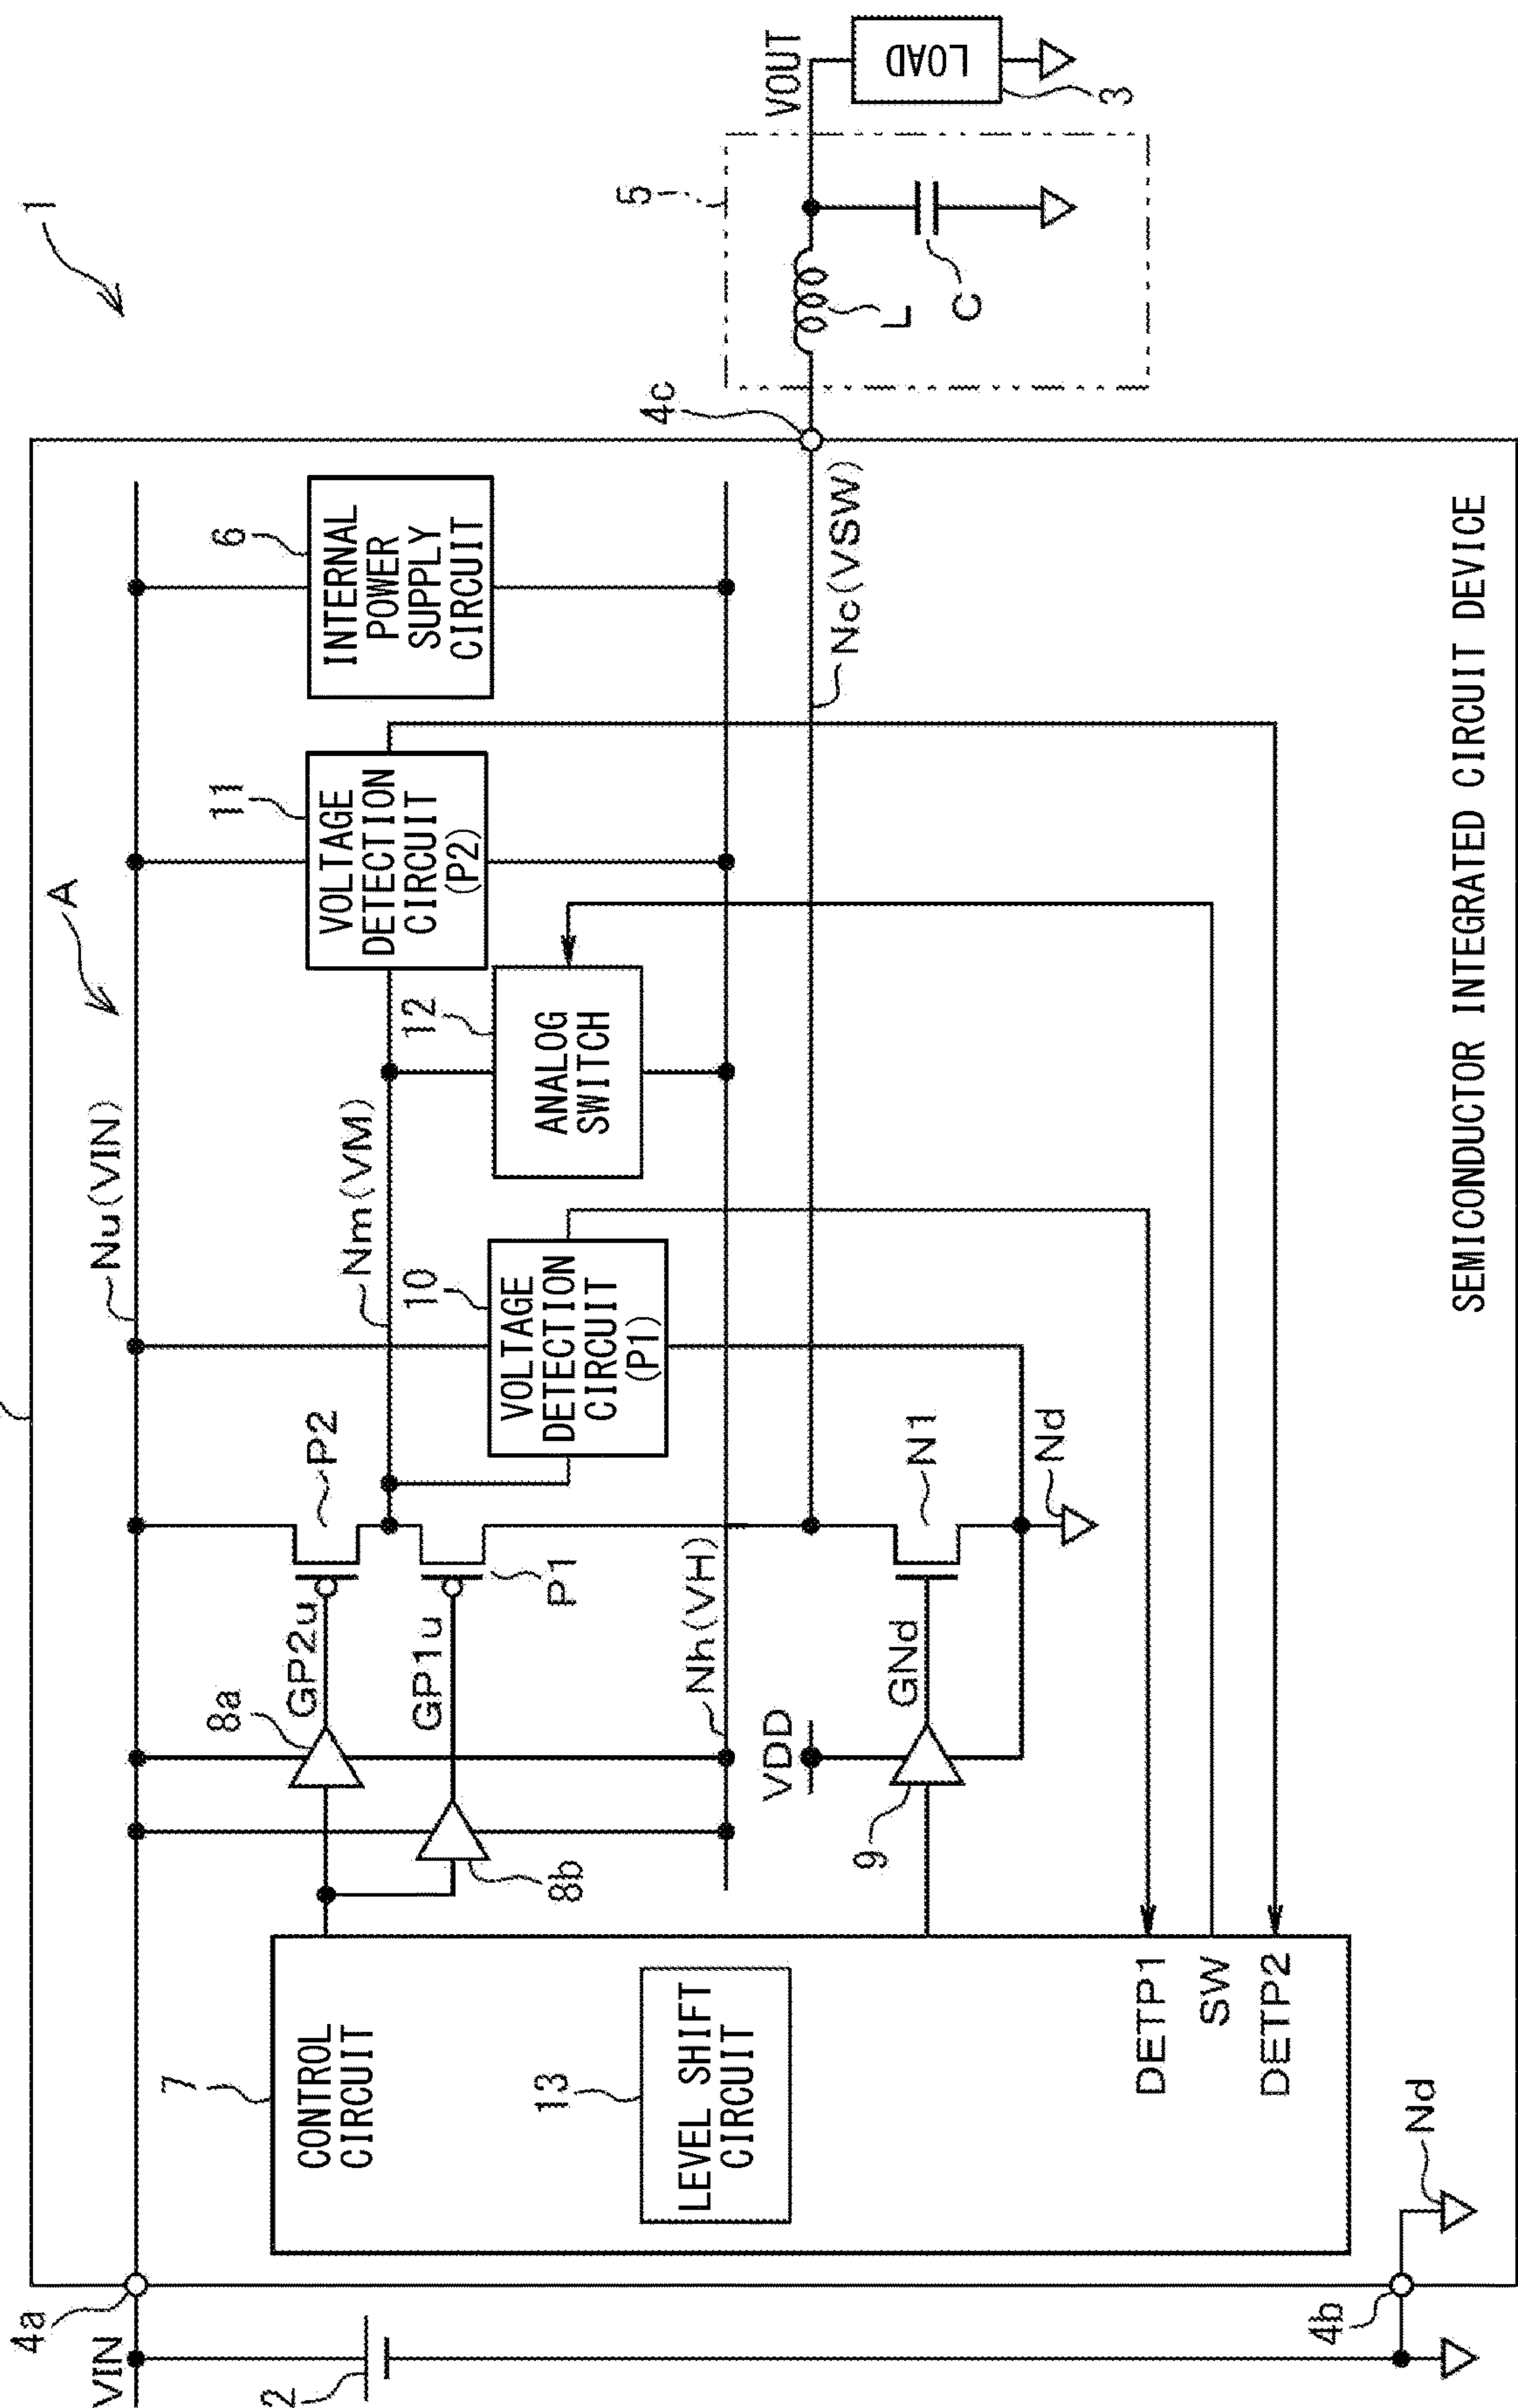 1
A
4a
VIN
2
4b
Nd
Nu(VIN)
Nm(VM)
Nh(VH)
Nc(VSW)
7
CONTROL
CIRCUIT
13
LEVEL SHIFT
CIRCUIT
DETP1
SW
DETP2
8a
GP2u
8b
GP1u
P2
P1
VDD
9
GNd
N1
Nd
10
VOLTAGE
DETECTION
CIRCUIT
(P1)
12
ANALOG
SWITCH
11
VOLTAGE
DETECTION
CIRCUIT
(P2)
6
INTERNAL
POWER
SUPPLY
CIRCUIT
4c
5
L
C
VOUT
LOAD
3
SEMICONDUCTOR INTEGRATED CIRCUIT DEVICE